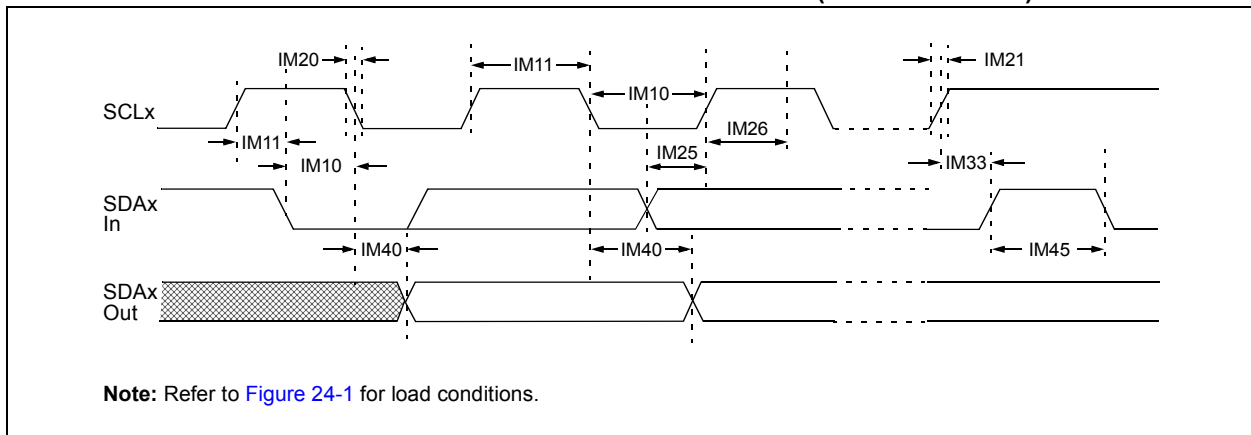 IM20
IM11
IM21
SCLx
IM10
IM11
IM26
IM10
IM25
IM33
SDAx
In
IM40
IM40
IM45
SDAx
Out
Note: Refer to Figure 24-1 for load conditions.